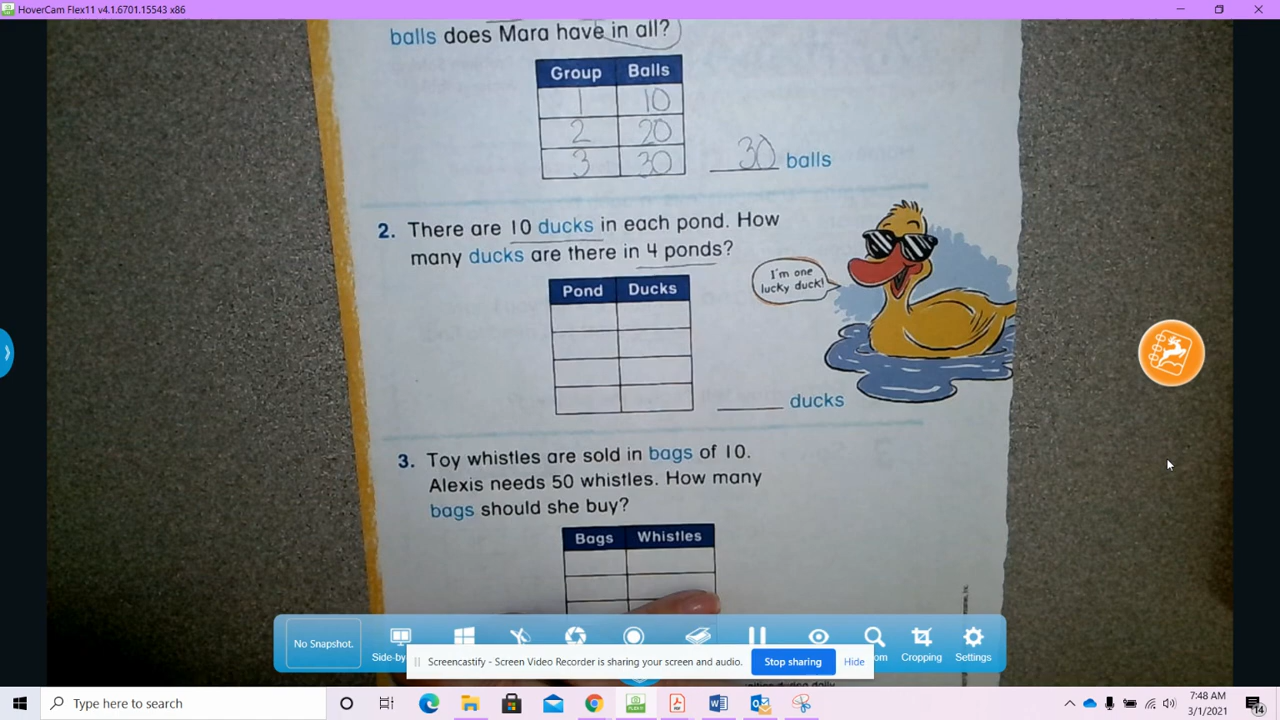 HoverCam Flex11 v4.1.6701.15543 x86
balls does Mara have in all?
Group Balls
1 10
2 20
3 30
30 balls
2. There are 10 ducks in each pond. How
many ducks are there in 4 ponds?
I'm one
lucky duck!
Pond Ducks
ducks
3. Toy whistles are sold in bags of 10.
Alexis needs 50 whistles. How many
bags should she buy?
Bags Whistles
No Snapshot.
Cropping
Settings
Screencastify - Screen Video Recorder is sharing your screen and audio.
Stop sharing
Hide
Type here to search
7:48 AM
3/1/2021
14